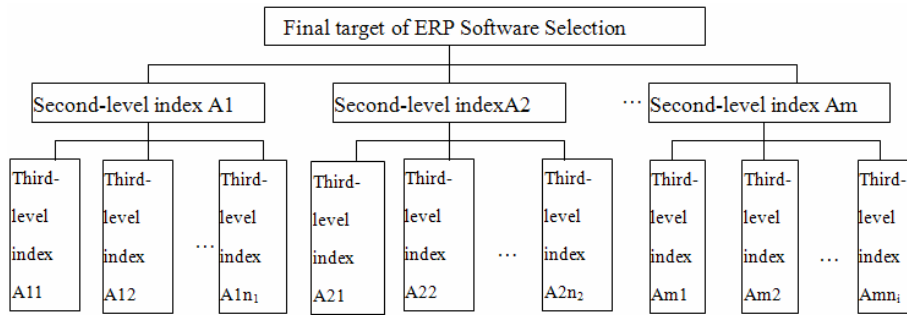 Final target of ERP Software Selection
Second-level index A1
Second-level indexA2
… Second-level index Am
Third-
level
index
A11
Third-
level
index
A12
…
Third-
level
index
A1n₁
Third-
level
index
A21
Third-
level
index
A22
…
Third-
level
index
A2n₂
Third-
level
index
Am1
Third-
level
index
Am2
…
Third-
level
index
Amnᵢ